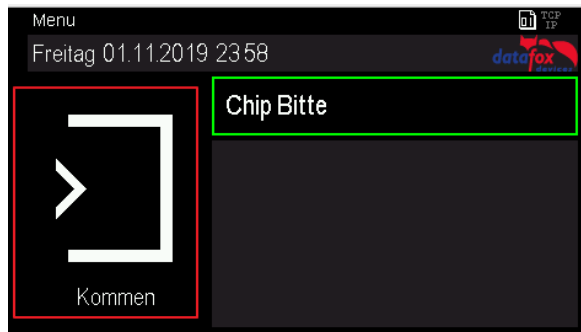 Menu
TCP
IP
Freitag 01.11.2019 23 58
datafox
devices
Chip Bitte
Kommen